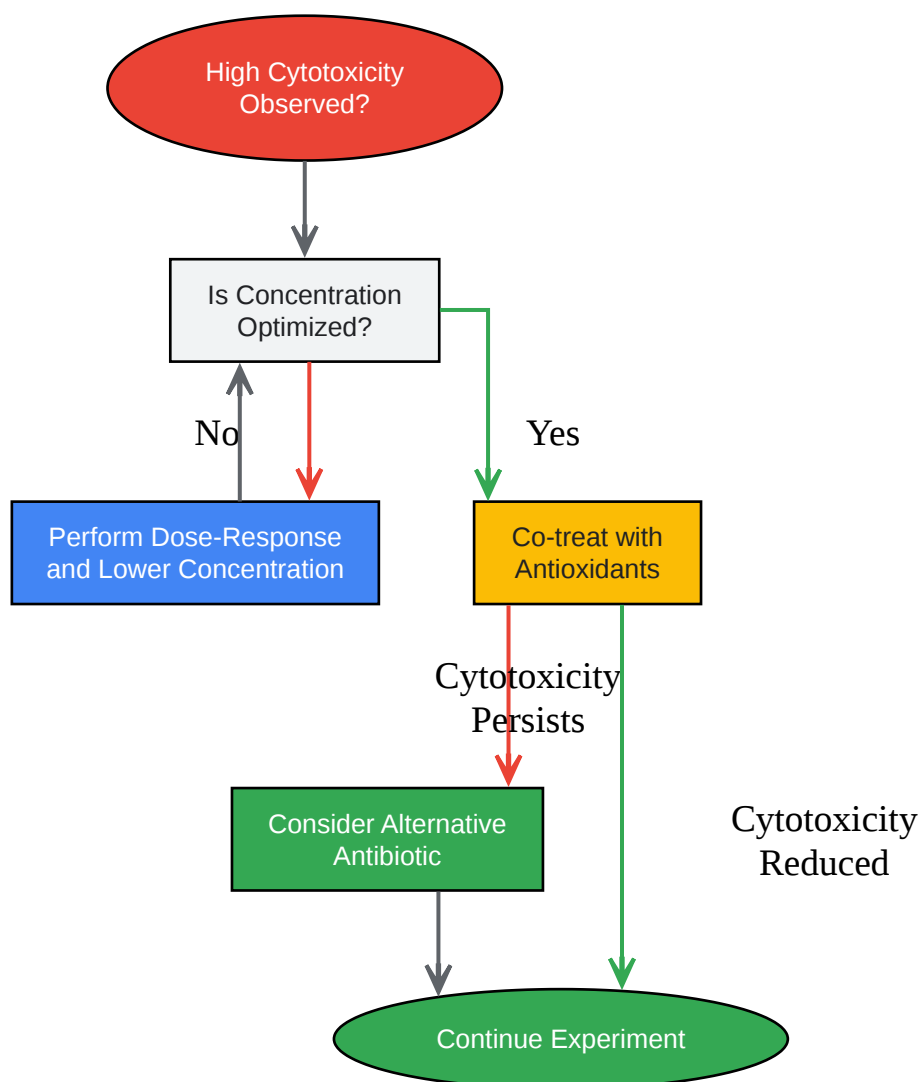 High Cytotoxicity
Observed?
Is Concentration
Optimized?
No
Yes
Perform Dose-Response
and Lower Concentration
Co-treat with
Antioxidants
Cytotoxicity
Persists
Consider Alternative
Antibiotic
Cytotoxicity
Reduced
Continue Experiment